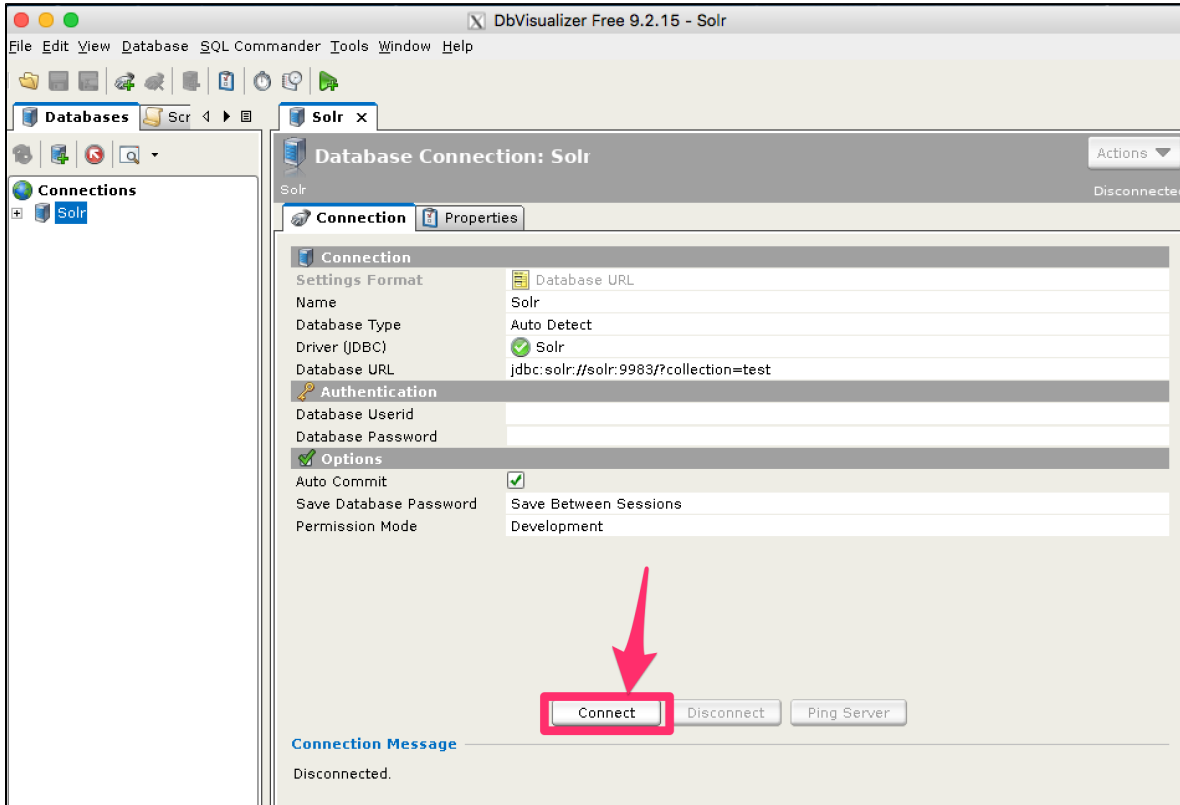 DbVisualizer Free 9.2.15 - Solr
File Edit View Database SQL Commander Tools Window Help
Databases Scr Solr
Database Connection: Solr Actions
Solr
Connections
Solr
Connection Properties
Connection
Settings Format Database URL
Name Solr
Database Type Auto Detect
Driver (JDBC) Solr
Database URL jdbc:solr://solr:9983/?collection=test
Authentication
Database Userid
Database Password
Options
Auto Commit
Save Database Password Save Between Sessions
Permission Mode Development
Connect Disconnect Ping Server
Connection Message
Disconnected.